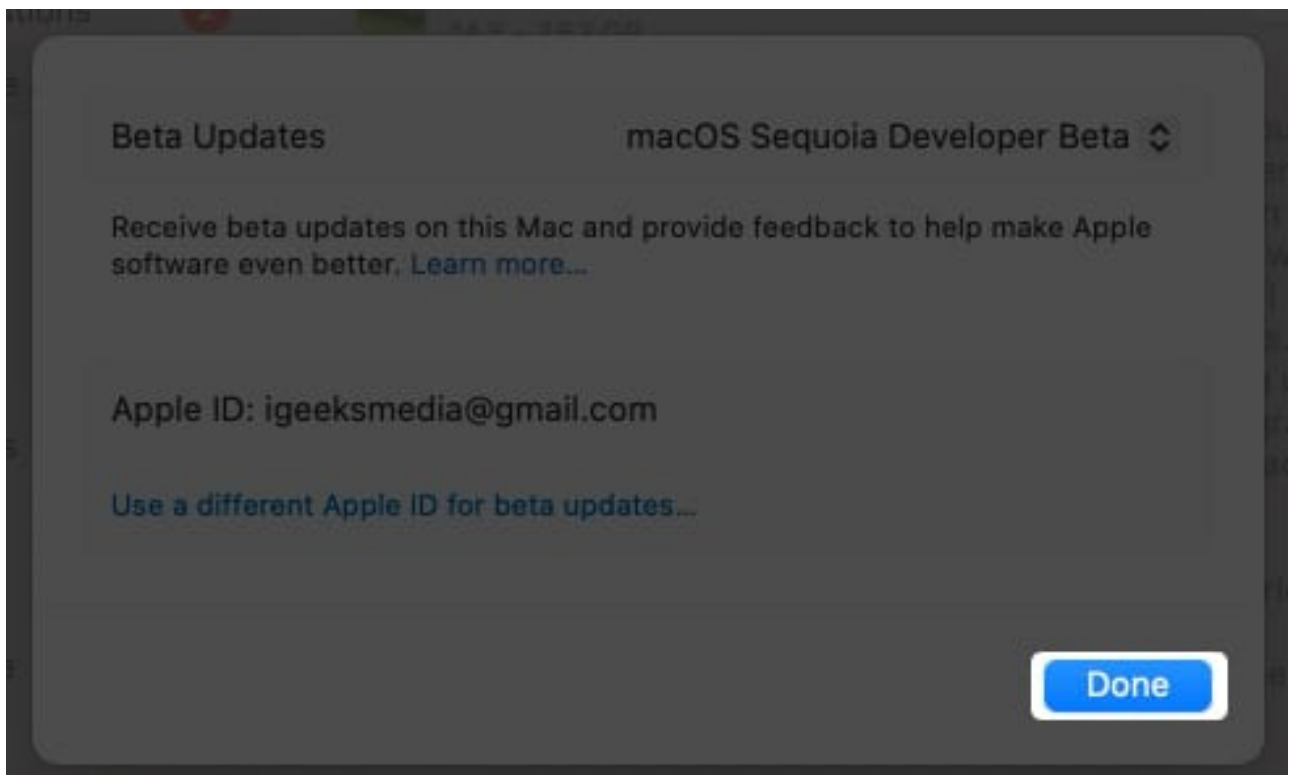 Beta Updates macOS Sequoia Developer Beta
Receive beta updates on this Mac and provide feedback to help make Apple
software even better. Learn more...
Apple ID: igeeksmedia@gmail.com
Use a different Apple ID for beta updates...
Done